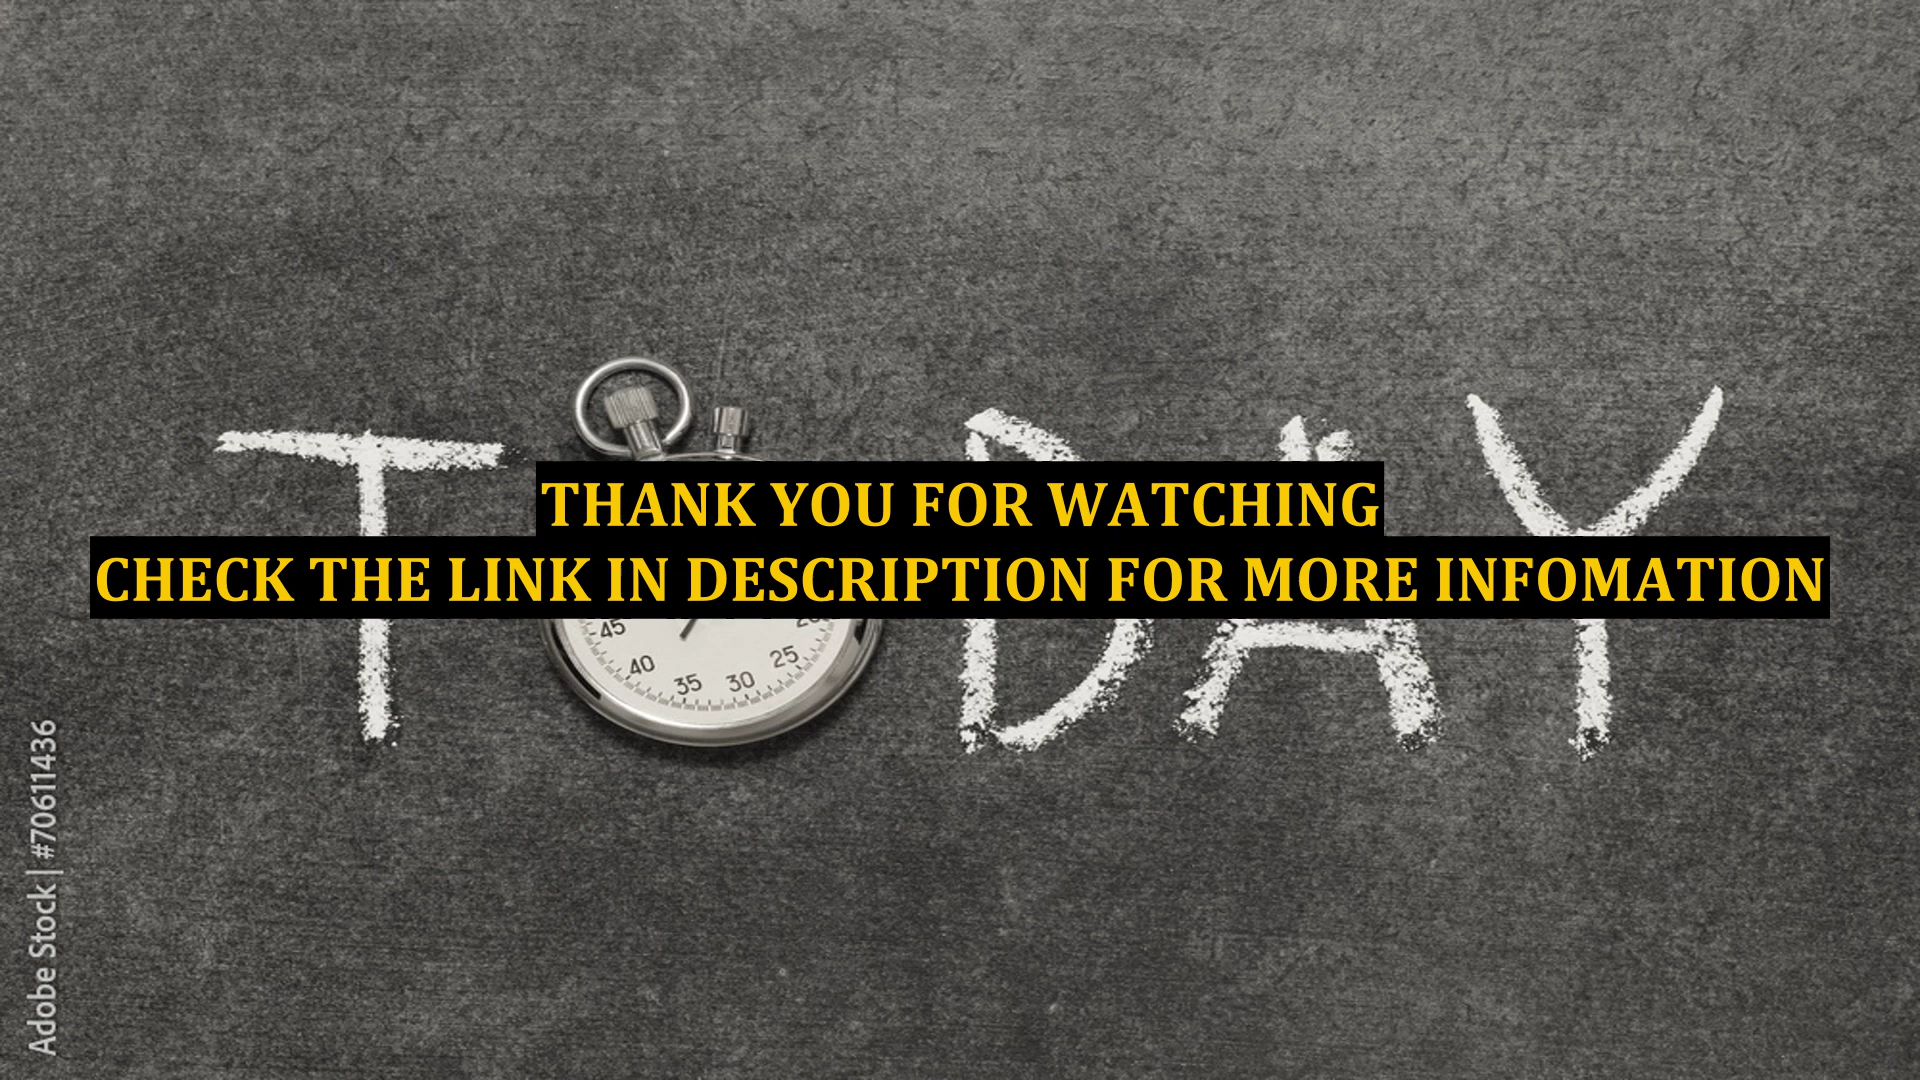 THANK YOU FOR WATCHING
CHECK THE LINK IN DESCRIPTION FOR MORE INFOMATION
T DAY
45
40
35
30
25
Adobe Stock | #70611436